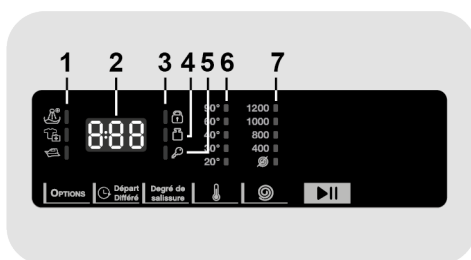 1 2 3 4 5 6 7
8:88
90° 1200
60° 1000
40° 800
30° 400
20°
OPTIONS
Départ
Différé
Degré de
salissure